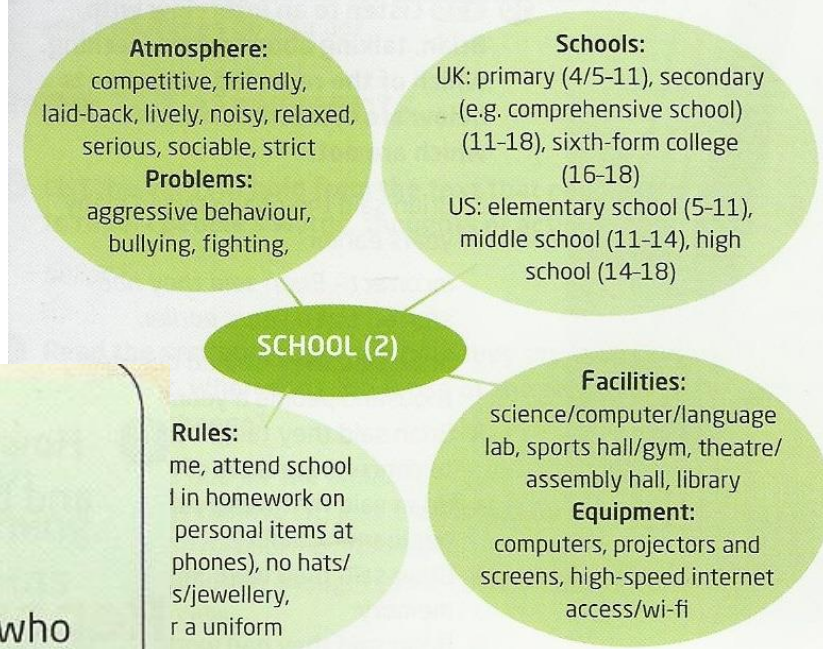 Atmosphere:
competitive, friendly,
laid-back, lively, noisy, relaxed,
serious, sociable, strict
Problems:
aggressive behaviour,
bullying, fighting,
Schools:
UK: primary (4/5–11), secondary
(e.g. comprehensive school)
(11–18), sixth-form college
(16–18)
US: elementary school (5–11),
middle school (11–14), high
school (14–18)
SCHOOL (2)
Rules:
me, attend school
in homework on
personal items at
phones), no hats/
s/jewellery,
r a uniform
Facilities:
science/computer/language
lab, sports hall/gym, theatre/
assembly hall, library
Equipment:
computers, projectors and
screens, high-speed internet
access/wi-fi
who